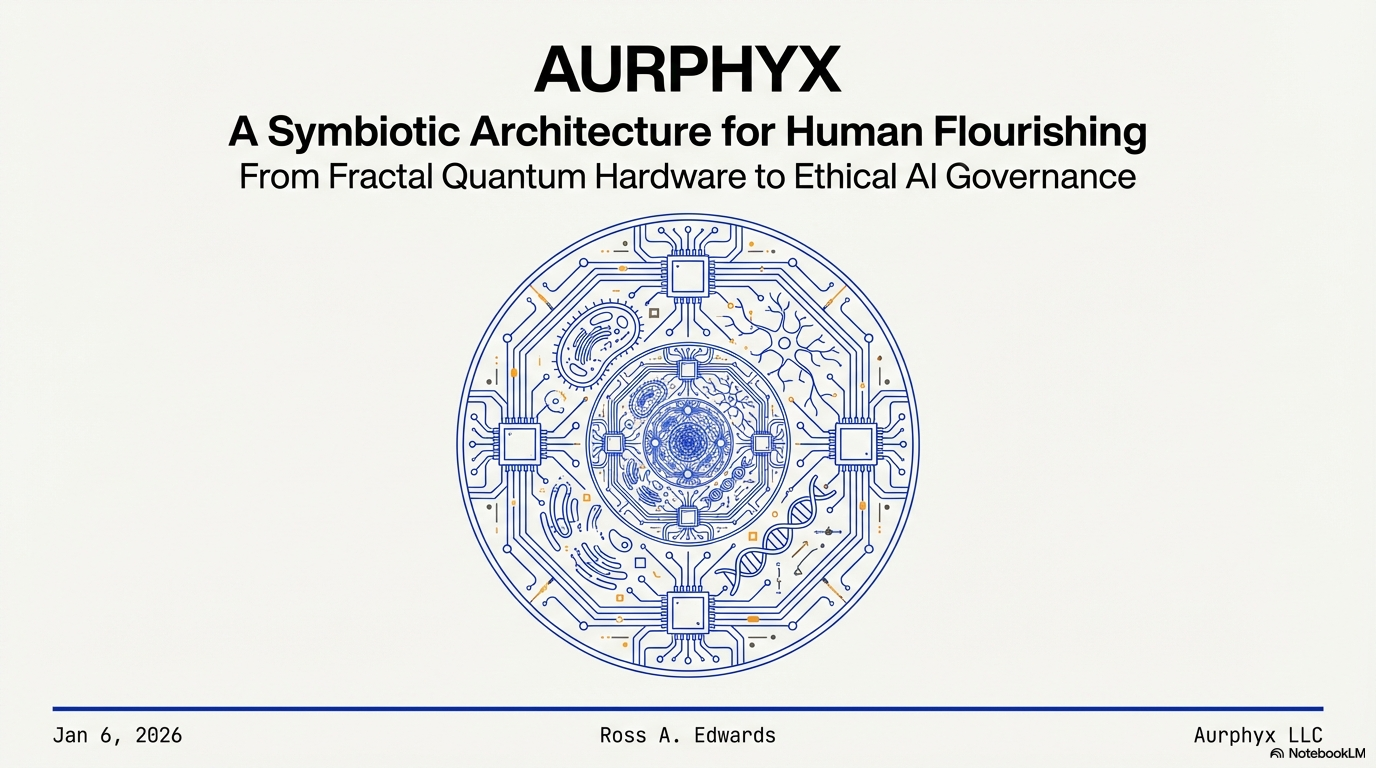 AURPHYX
A Symbiotic Architecture for Human Flourishing
From Fractal Quantum Hardware to Ethical AI Governance
Jan 6, 2026
Ross A. Edwards
Aurphyx LLC
NotebookLM